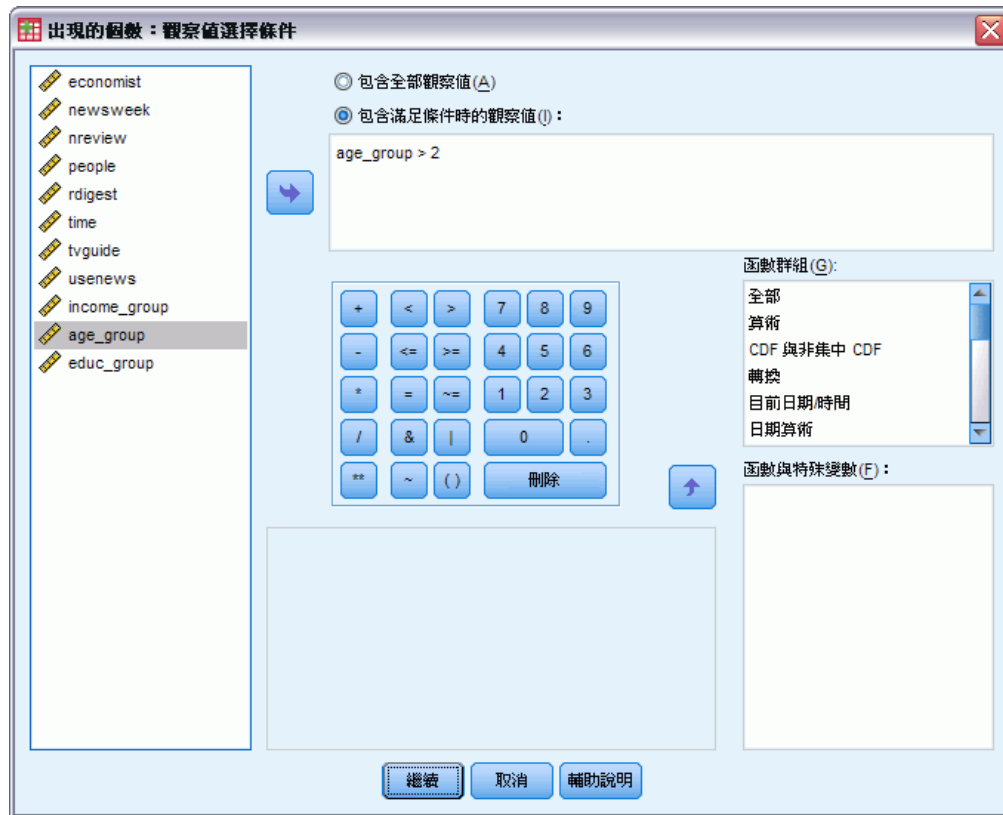 出現的個數：觀察值選擇條件
economist
newsweek
nreview
people
rdigest
time
tvguide
usenews
income_group
age_group
educ_group
包含全部觀察值(A)
包含滿足條件時的觀察值(I)：
age_group > 2
+ < > 7 8 9
- <= >= 4 5 6
* = ~= 1 2 3
/ & | 0 .
** ~ ( ) 刪除
函數群組(G):
全部
算術
CDF 與非集中 CDF
轉換
目前日期/時間
日期算術
函數與特殊變數(F)：
繼續 取消 輔助說明